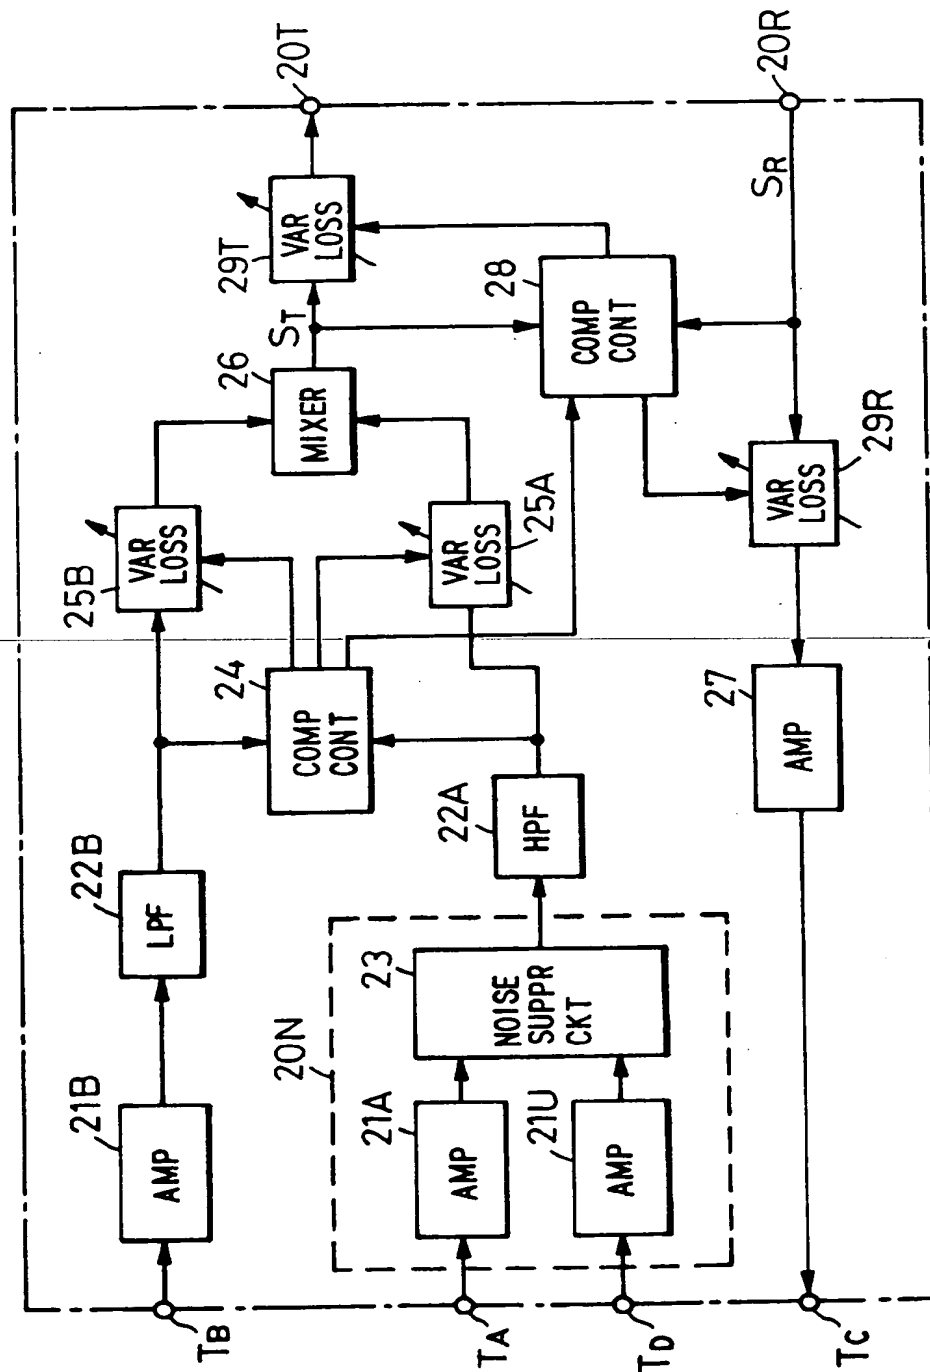 20T
20R
SR
VAR
LOSS
29T
ST
28
COMP
CONT
26
MIXER
29R
VAR
LOSS
25B
VAR
LOSS
25A
VAR
LOSS
24
COMP
CONT
27
AMP
22B
LPF
22A
HPF
23
NOISE
SUPPR
CKT
20N
21B
AMP
21A
AMP
21U
AMP
TB
TA
TD
TC